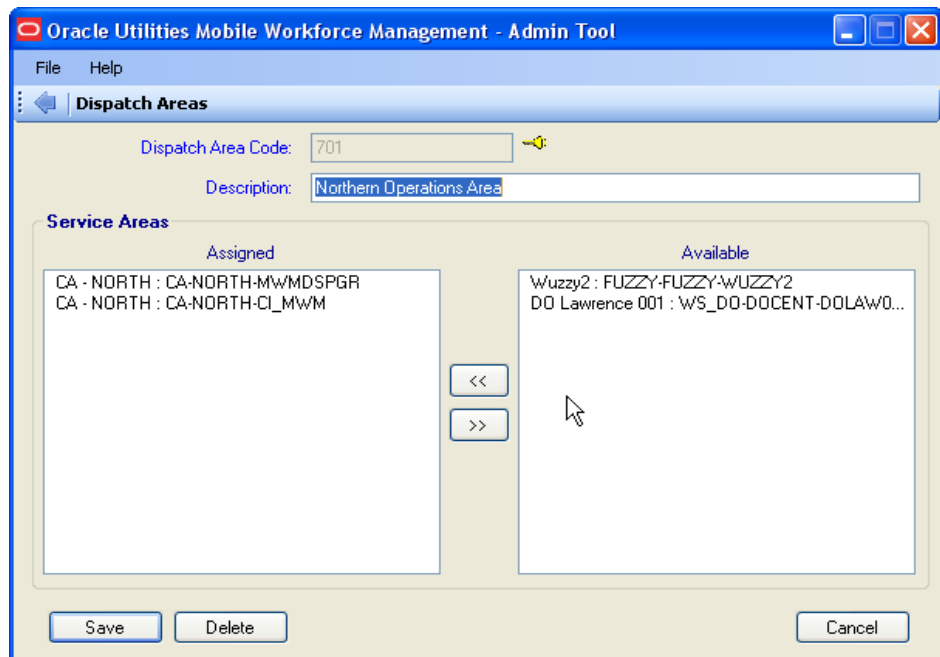 Oracle Utilities Mobile Workforce Management - Admin Tool
File Help
Dispatch Areas
Dispatch Area Code: 701
Description: Northern Operations Area
Service Areas
Assigned Available
CA - NORTH : CA-NORTH-MWMDSPGR Wuzzy2 : FUZZY-FUZZY-WUZZY2
CA - NORTH : CA-NORTH-CI_MWM DO Lawrence 001 : WS_DO-DOCENT-DOLAW0...
<<
>>
Save Delete Cancel